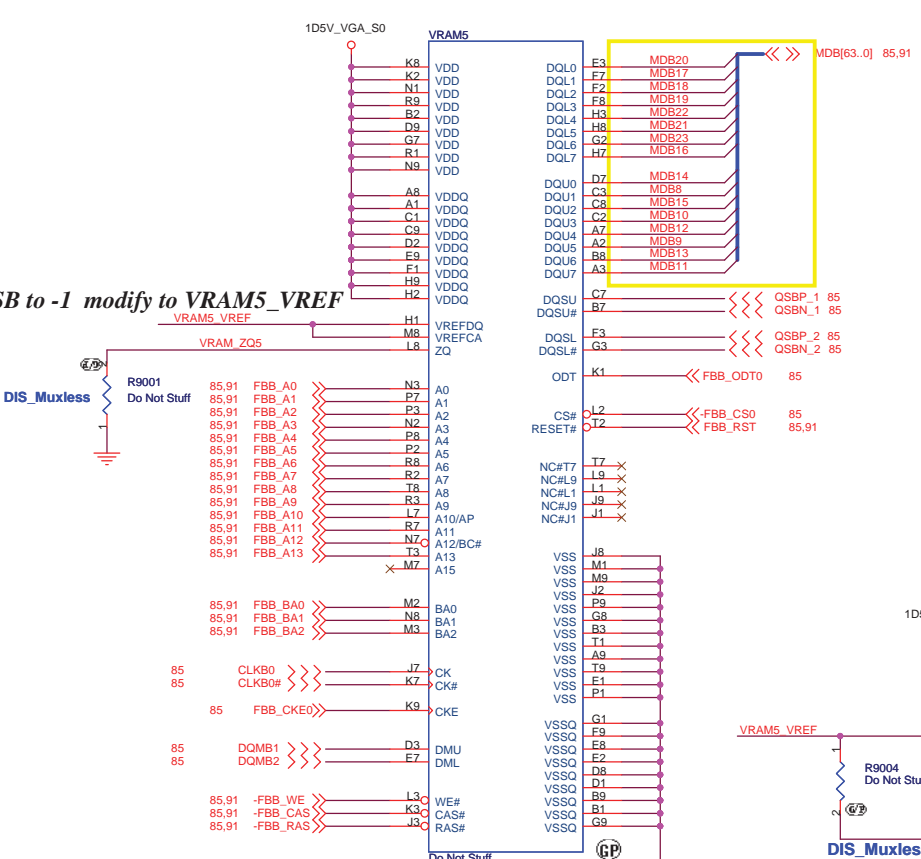 1D5V_VGA_S0
VRAM5
K8 VDD
K2 VDD
N1 VDD
R9 VDD
B2 VDD
D9 VDD
G7 VDD
R1 VDD
N9 VDD
A8 VDDQ
A1 VDDQ
C1 VDDQ
C9 VDDQ
D2 VDDQ
E9 VDDQ
F1 VDDQ
H9 VDDQ
H2 VDDQ
SB to -1 modify to VRAM5_VREF
VRAM5_VREF
H1 VREFDQ
M8 VREFCA
VRAM_ZQ5 L8 ZQ
2
DIS_Muxless
R9001
Do Not Stuff
1
85,91 FBB_A0 N3 A0
85,91 FBB_A1 P7 A1
85,91 FBB_A2 P3 A2
85,91 FBB_A3 N2 A3
85,91 FBB_A4 P8 A4
85,91 FBB_A5 P2 A5
85,91 FBB_A6 R8 A6
85,91 FBB_A7 R2 A7
85,91 FBB_A8 T8 A8
85,91 FBB_A9 R3 A9
85,91 FBB_A10 L7 A10/AP
85,91 FBB_A11 R7 A11
85,91 FBB_A12 N7 A12/BC#
85,91 FBB_A13 T3 A13
M7 A15
85,91 FBB_BA0 M2 BA0
85,91 FBB_BA1 N8 BA1
85,91 FBB_BA2 M3 BA2
85 CLKB0 J7 CK
85 CLKB0# K7 CK#
85 FBB_CKE0 K9 CKE
85 DQMB1 D3 DMU
85 DQMB2 E7 DML
85,91 -FBB_WE L3 WE#
85,91 -FBB_CAS K3 CAS#
85,91 -FBB_RAS J3 RAS#
Do Not Stuff
DQL0 E3 MDB20
DQL1 F7 MDB17
DQL2 F2 MDB18
DQL3 F8 MDB19
DQL4 H3 MDB22
DQL5 H8 MDB21
DQL6 G2 MDB23
DQL7 H7 MDB16
MDB[63..0] 85,91
DQU0 D7 MDB14
DQU1 C3 MDB8
DQU2 C8 MDB15
DQU3 C2 MDB10
DQU4 A7 MDB12
DQU5 A2 MDB9
DQU6 B8 MDB13
DQU7 A3 MDB11
DQSU C7 QSBP_1 85
DQSU# B7 QSBN_1 85
DQSL F3 QSBP_2 85
DQSL# G3 QSBN_2 85
ODT K1 FBB_ODT0 85
CS# L2 -FBB_CS0 85
RESET# T2 FBB_RST 85,91
NC#T7 T7
NC#L9 L9
NC#L1 L1
NC#J9 J9
NC#J1 J1
VSS J8
VSS M1
VSS M9
VSS J2
VSS P9
VSS G8
VSS B3
VSS T1
VSS A9
VSS T9
VSS E1
VSS P1
VSSQ G1
VSSQ F9
VSSQ E8
VSSQ E2
VSSQ D8
VSSQ D1
VSSQ B9
VSSQ B1
VSSQ G9
GP
1D5
VRAM5_VREF
1
R9004
Do Not Stu
2
DIS_Muxles